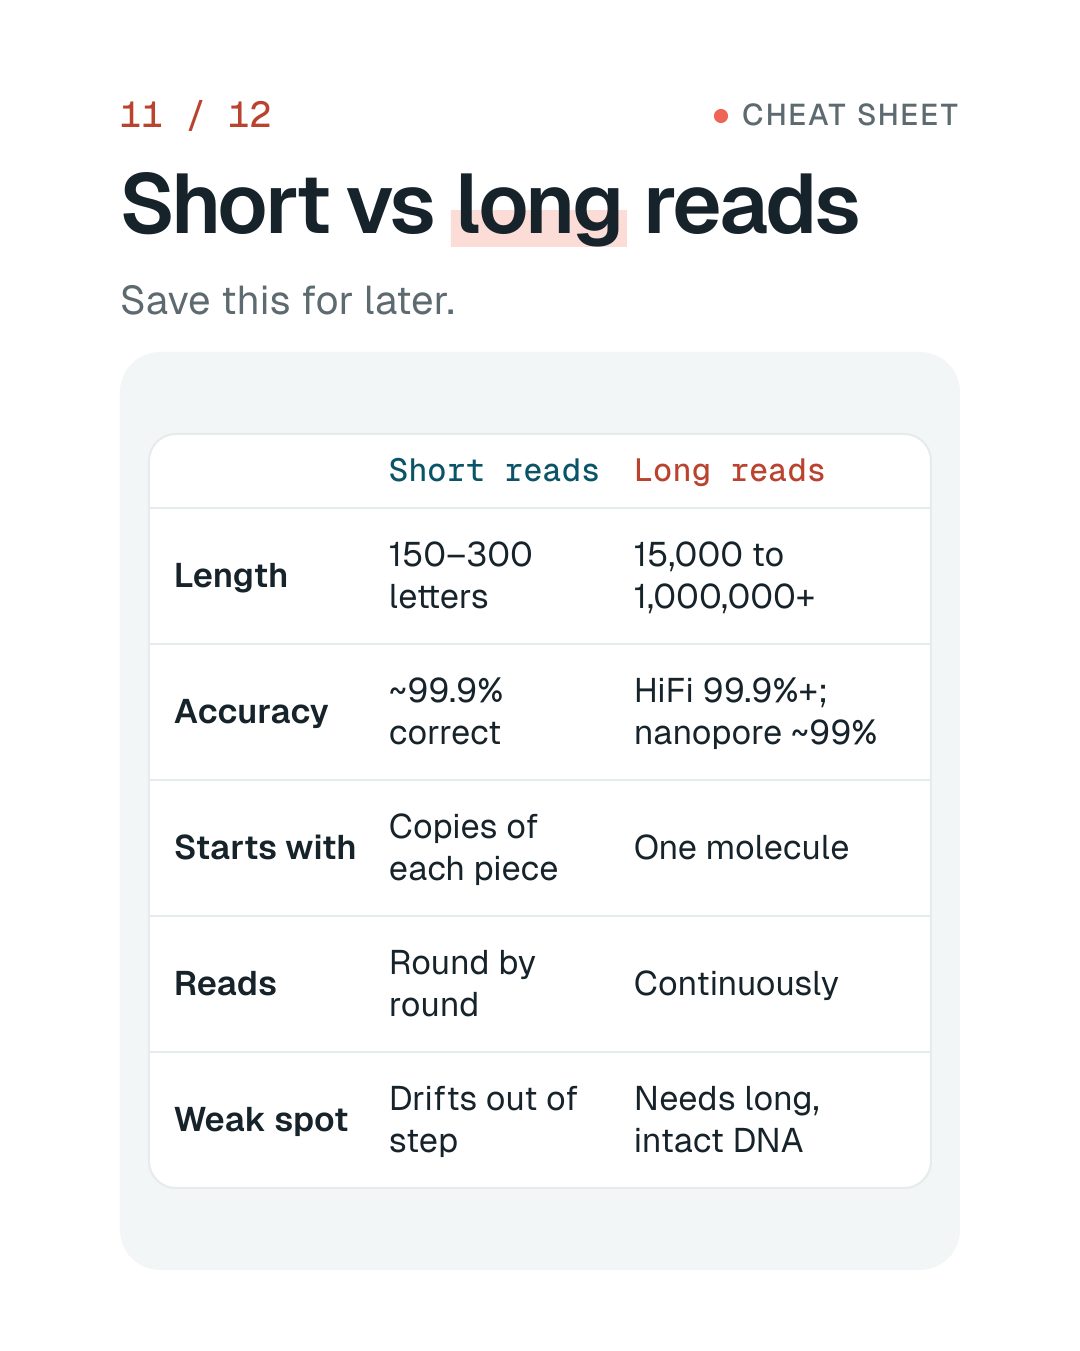 11 / 12
CHEAT SHEET
Short vs long reads
Save this for later.
Short reads
Long reads
Length
150–300
letters
15,000 to
1,000,000+
Accuracy
~99.9%
correct
HiFi 99.9%+;
nanopore ~99%
Starts with
Copies of
each piece
One molecule
Reads
Round by
round
Continuously
Weak spot
Drifts out of
step
Needs long,
intact DNA